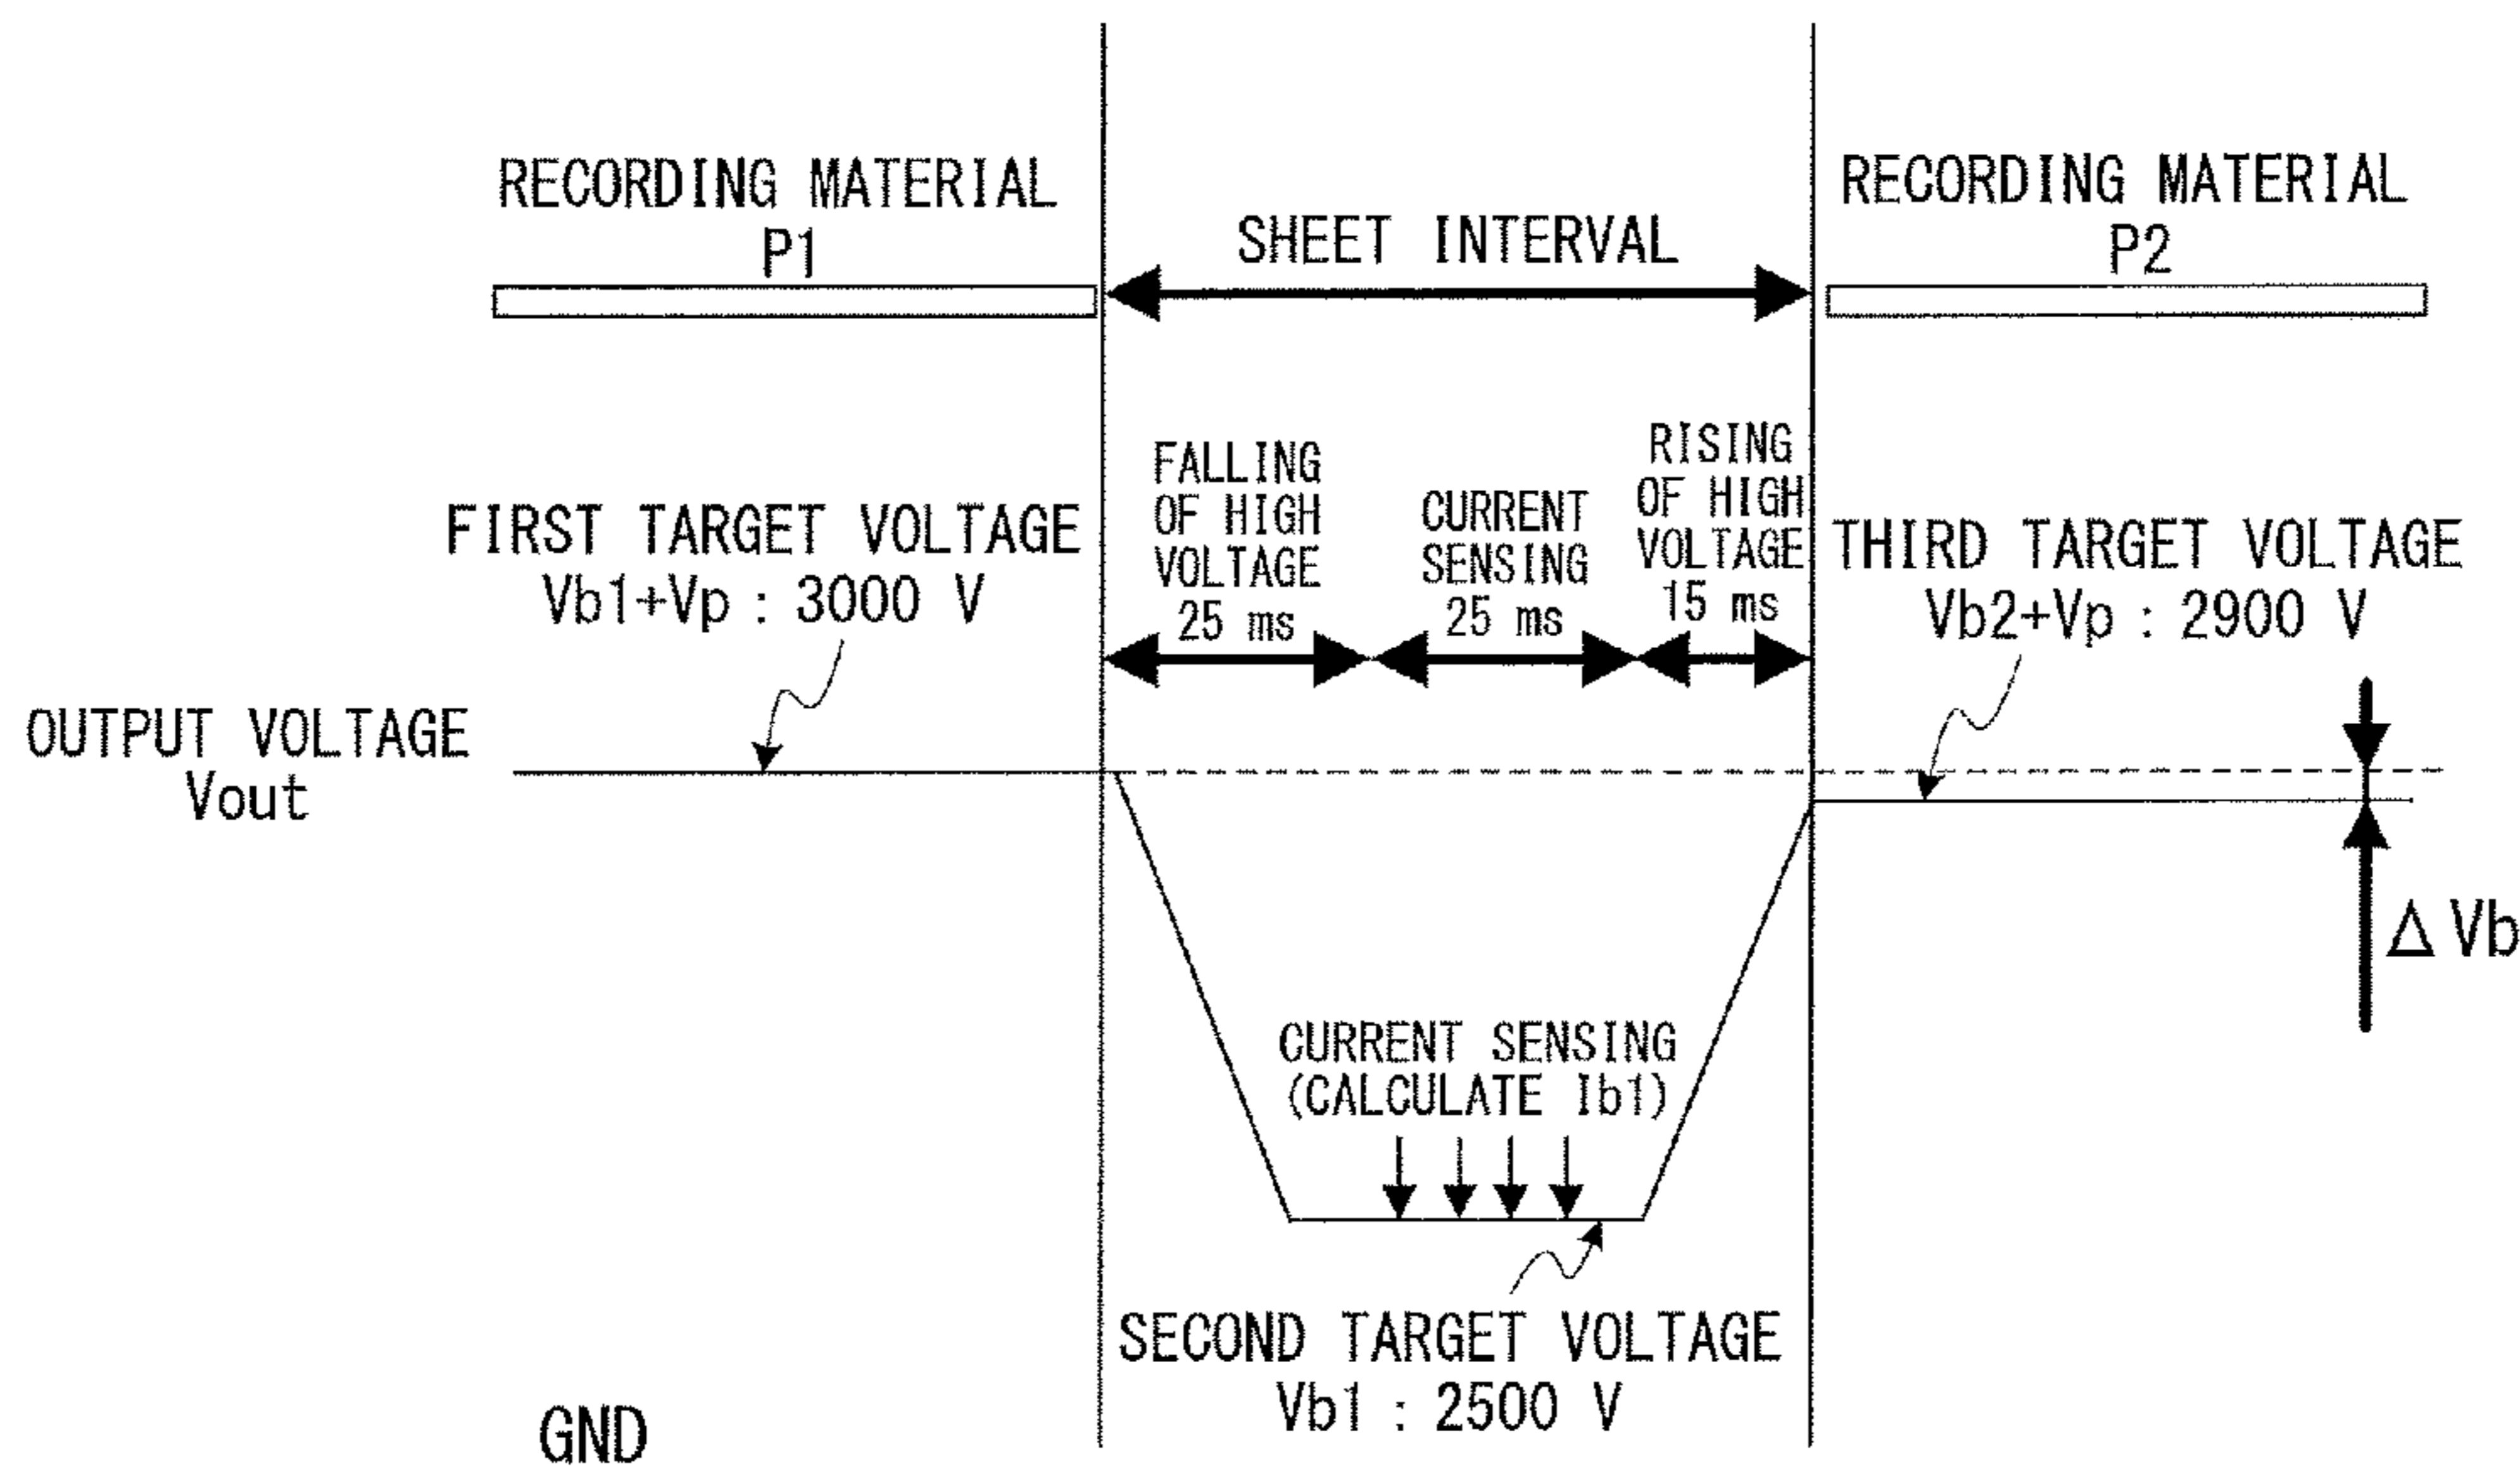 RECORDING MATERIAL
P1
SHEET INTERVAL
RECORDING MATERIAL
P2
FIRST TARGET VOLTAGE
Vb1+Vp : 3000 V
FALLING
OF HIGH
VOLTAGE
25 ms
CURRENT
SENSING
25 ms
RISING
OF HIGH
VOLTAGE
15 ms
THIRD TARGET VOLTAGE
Vb2+Vp : 2900 V
OUTPUT VOLTAGE
Vout
Δ Vb
CURRENT SENSING
(CALCULATE Ib1)
SECOND TARGET VOLTAGE
Vb1 : 2500 V
GND